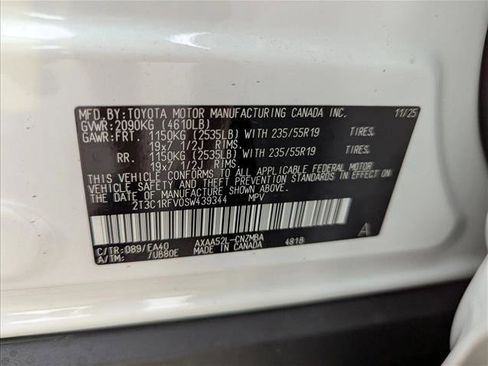 MFD.BY:TOYOTA MOTOR MANUFACTURING CANADA INC. 11/25
GVWR:2090KG (4610LB)
GAWR:FRT. 1150KG (2535LB) WITH 235/55R19 TIRES,
19x7 1/2J RIMS.
RR. 1150KG (2535LB) WITH 235/55R19 TIRES,
19x7 1/2J RIMS.
THIS VEHICLE CONFORMS TO ALL APPLICABLE FEDERAL MOTOR
VEHICLE SAFETY STANDARDS IN EFFECT ON
THE DATE OF MANUFACTURE SHOWN ABOVE.
2T3C1RFV0SW439344 MPV
C/TR:089/EA40 AXAA52L-CNZMBA 4818 A
A/TM: 7UB80E MADE IN CANADA